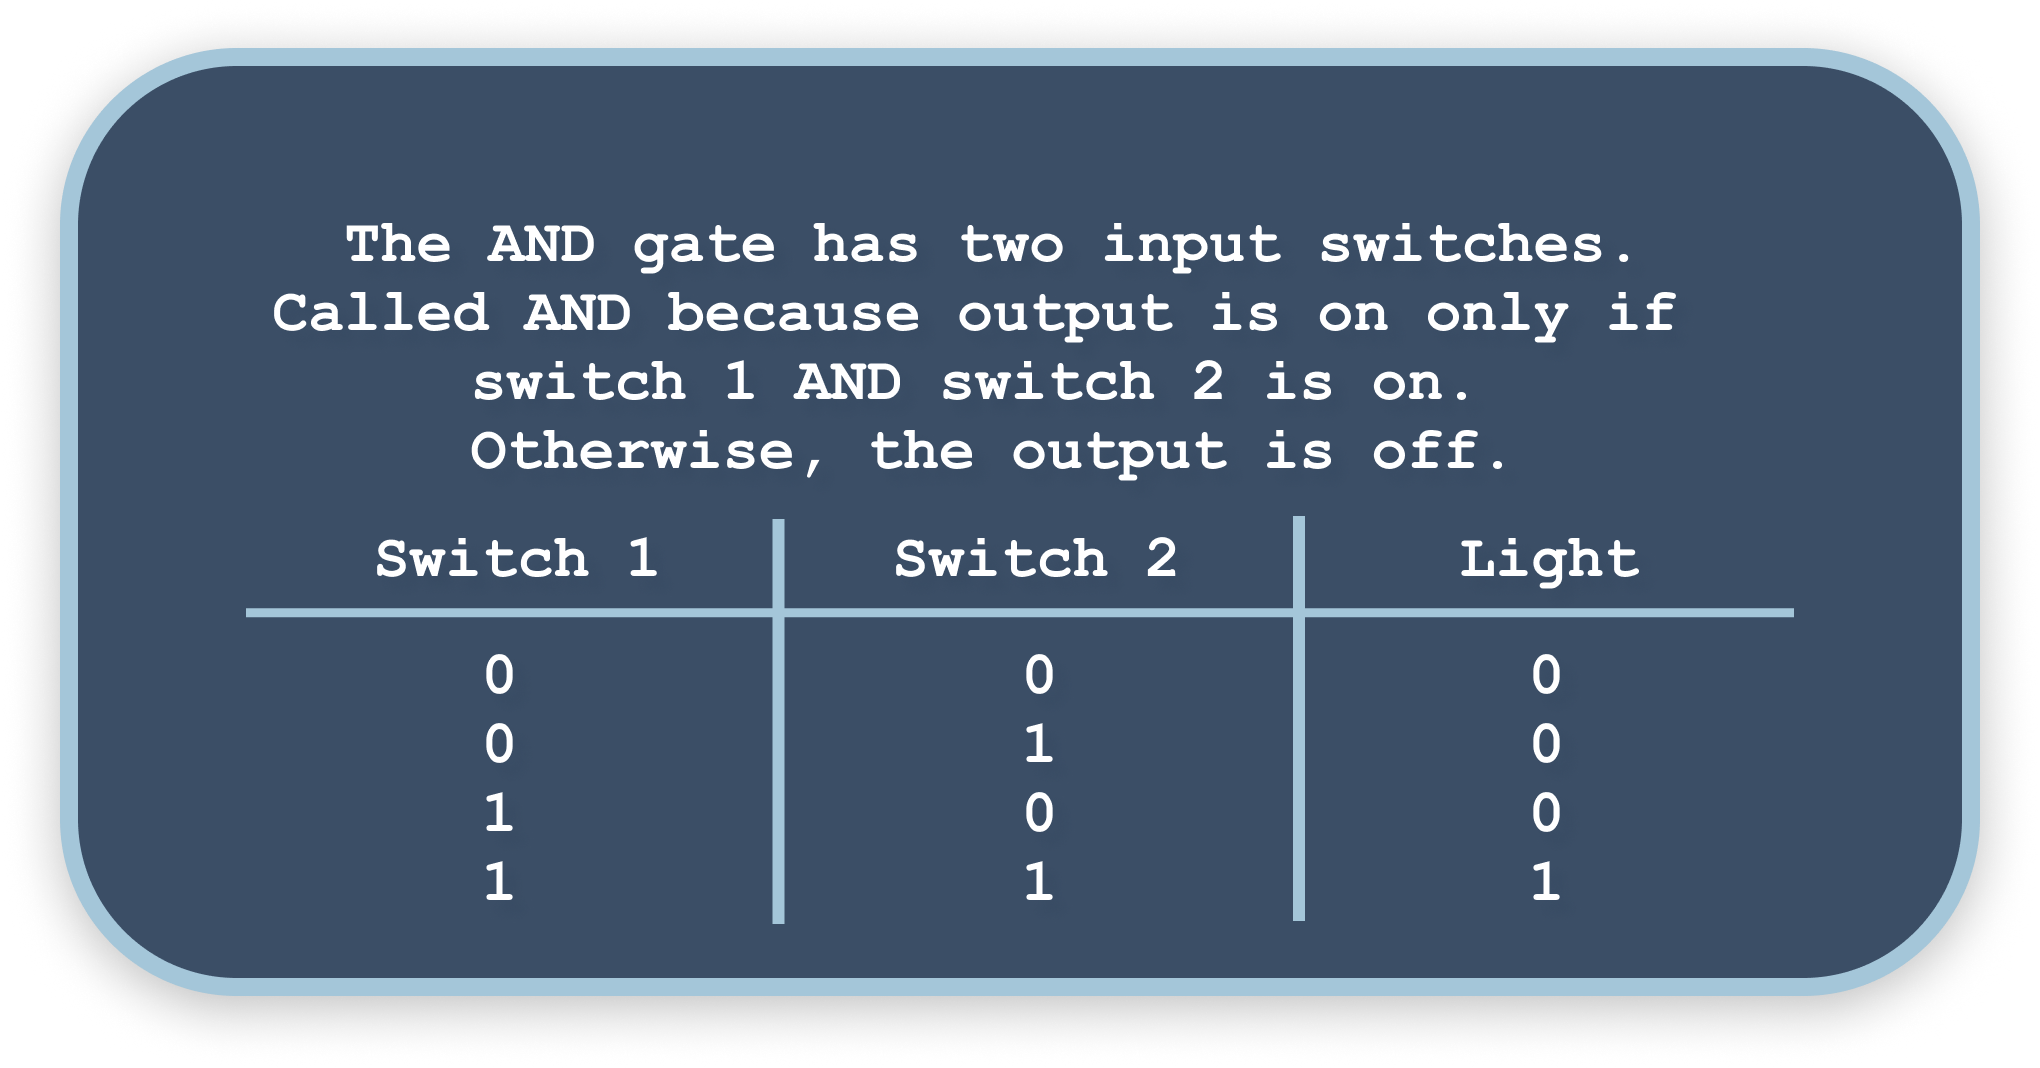 The AND gate has two input switches.
Called AND because output is on only if
switch 1 AND switch 2 is on.
Otherwise, the output is off.
Switch 1 Switch 2 Light
0 0 0
0 1 0
1 0 0
1 1 1